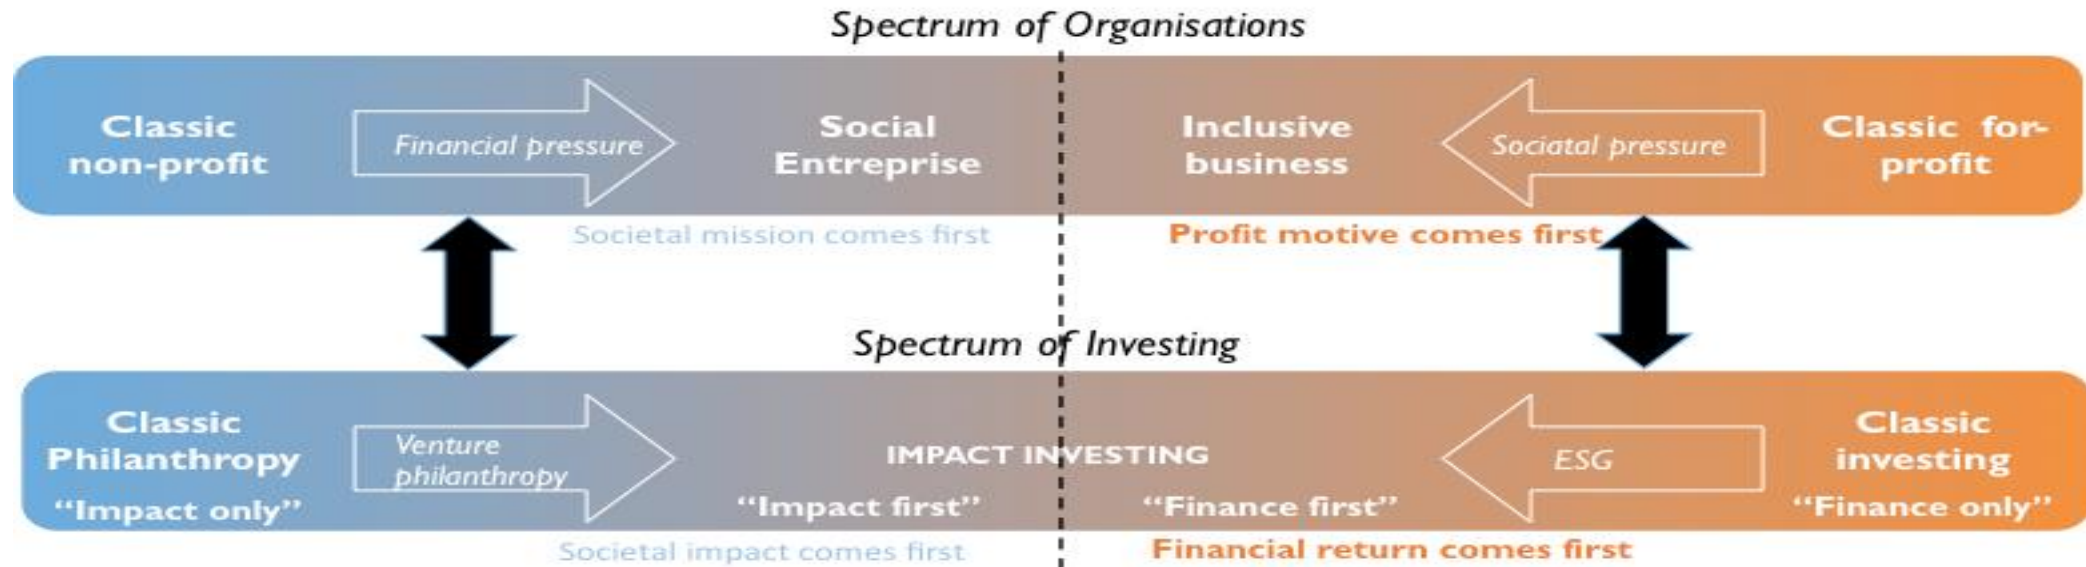 Spectrum of Organisations
Classic
non-profit
Financial pressure
Social
Entreprise
Inclusive
business
Sociatal pressure
Classic for-
profit
Societal mission comes first
Profit motive comes first
Spectrum of Investing
Classic
Philanthropy
“Impact only”
Venture
philanthropy
IMPACT INVESTING
“Impact first”
“Finance first”
ESG
Classic
investing
“Finance only”
Societal impact comes first
Financial return comes first